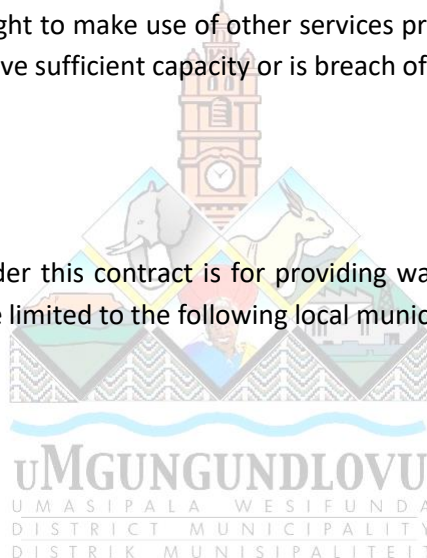 ght to make use of other services pr
ve sufficient capacity or is breach of
der this contract is for providing wa
e limited to the following local munic
uMGUNGUNDLOVU
UMASIPALA WESIFUNDA
DISTRICT MUNICIPALITY
DISTRIK MUNISIPALITEIT